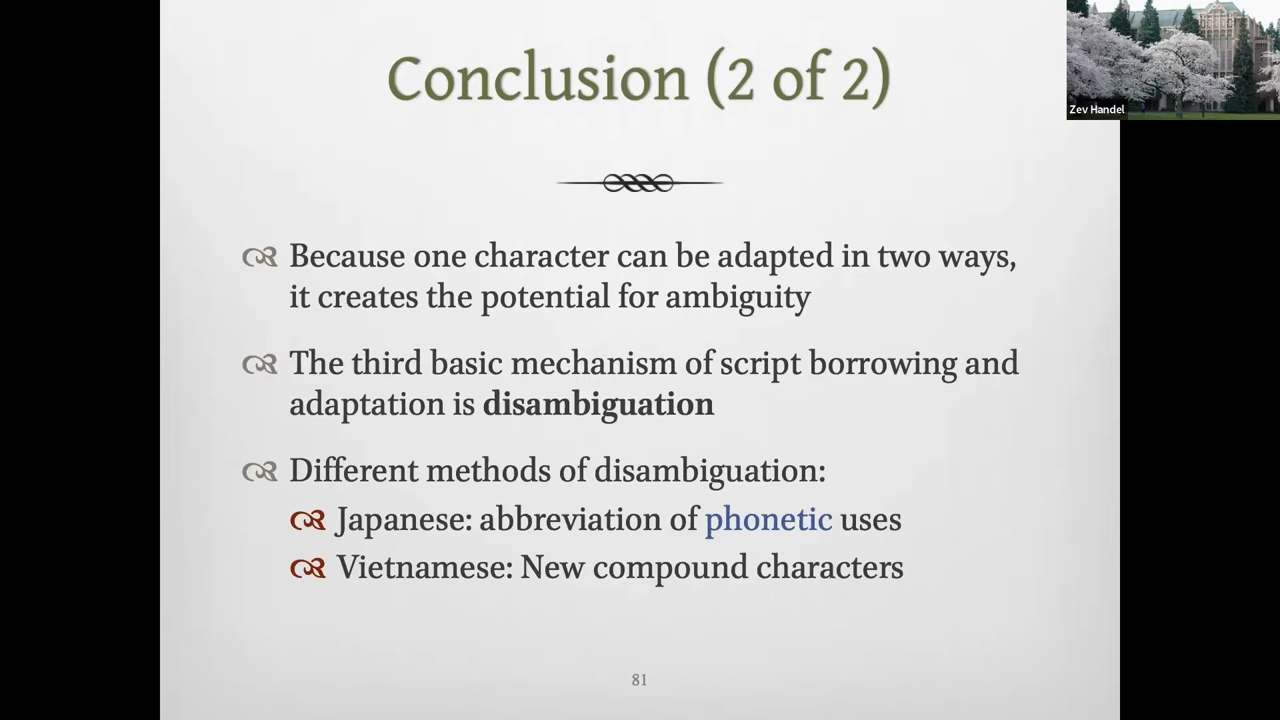 Conclusion (2 of 2)
Zev Handel
Because one character can be adapted in two ways,
it creates the potential for ambiguity
The third basic mechanism of script borrowing and
adaptation is disambiguation
Different methods of disambiguation:
Japanese: abbreviation of phonetic uses
Vietnamese: New compound characters
81